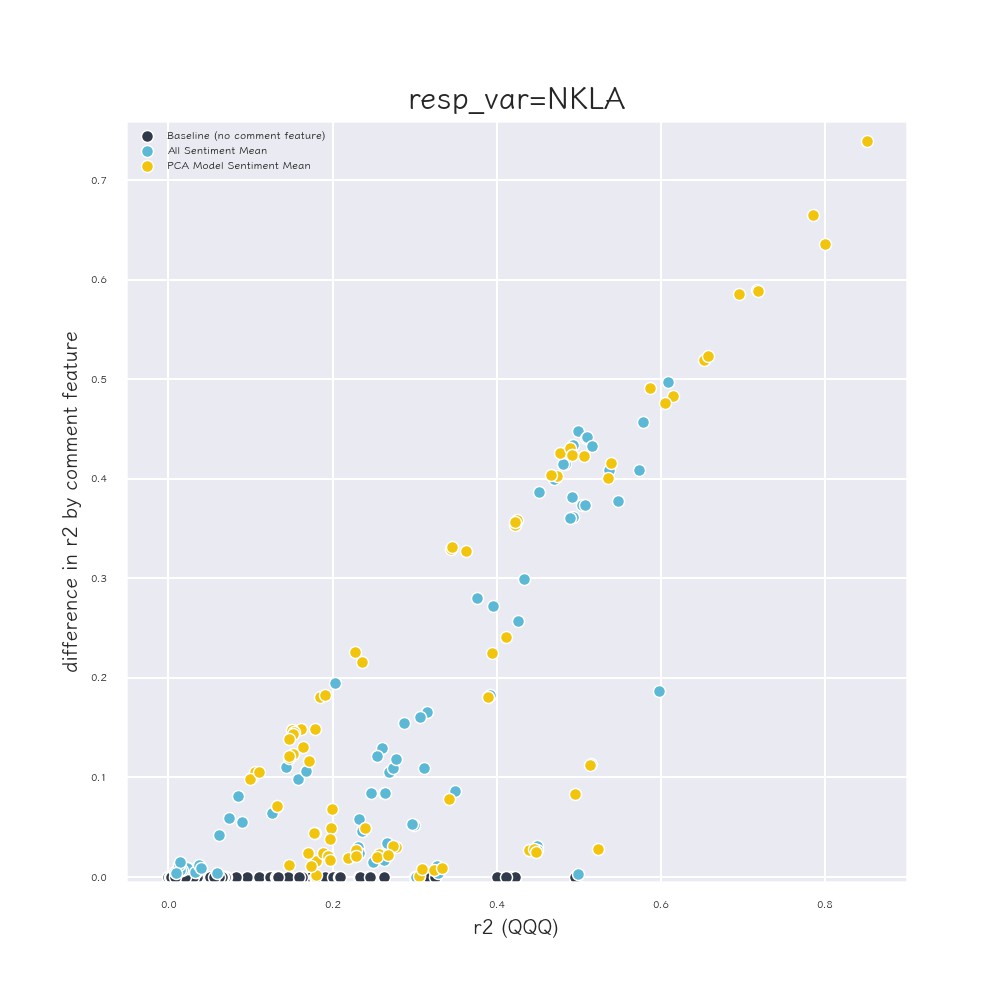 resp_var=NKLA
Baseline (no comment feature)
All Sentiment Mean
PCA Model Sentiment Mean
0.7
0.6
0.5
0.4
0.3
0.2
0.1
0.0
difference in r2 by comment feature
0.0 0.2 0.4 0.6 0.8
r2 (QQQ)